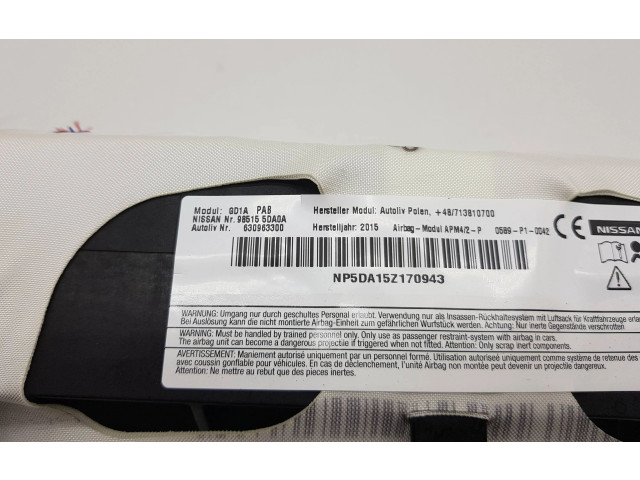 Modul: GD1A PAB
NISSAN Nr. 98515 5DA0A
Autoliv Nr. 630963300
Hersteller Modul: Autoliv Polen, +48/713810700
Herstelljahr: 2015 Airbag-Modul APM4/2-P 0589-P1-0042
CE
NISSAN
NP5DA15Z170943
WARNUNG: Umgang nur durch geschultes Personal erlaubt. Verwendung nur als Insassen-Rückhaltesystem mit Luftsack für Kraftfahrzeuge
Bei Auslösung Kann die nicht montierte Airbag-Einheit zum gefährlichen Wurfstück werden. Achtung: Nur inerte Gegenstände verschrotten.
WARNING: Must be handled by trained personnel only. Use only as passenger restraint-system with airbag in cars.
The airbag unit can become a dangerous projectile if triggered when not fitted. Attention: Only scrap inert components.
AVERTISSEMENT: Maniement autorisé uniquement par un personnel formé. Utilisation autorisée uniquement comme système de retenue des
avec coussin gonflable pour véhicules. En cas de déclenchement, l'unité Airbag non montée peut devenir un projectile dangereux.
Attention: Ne mettre au rebut que des pièces inertes.